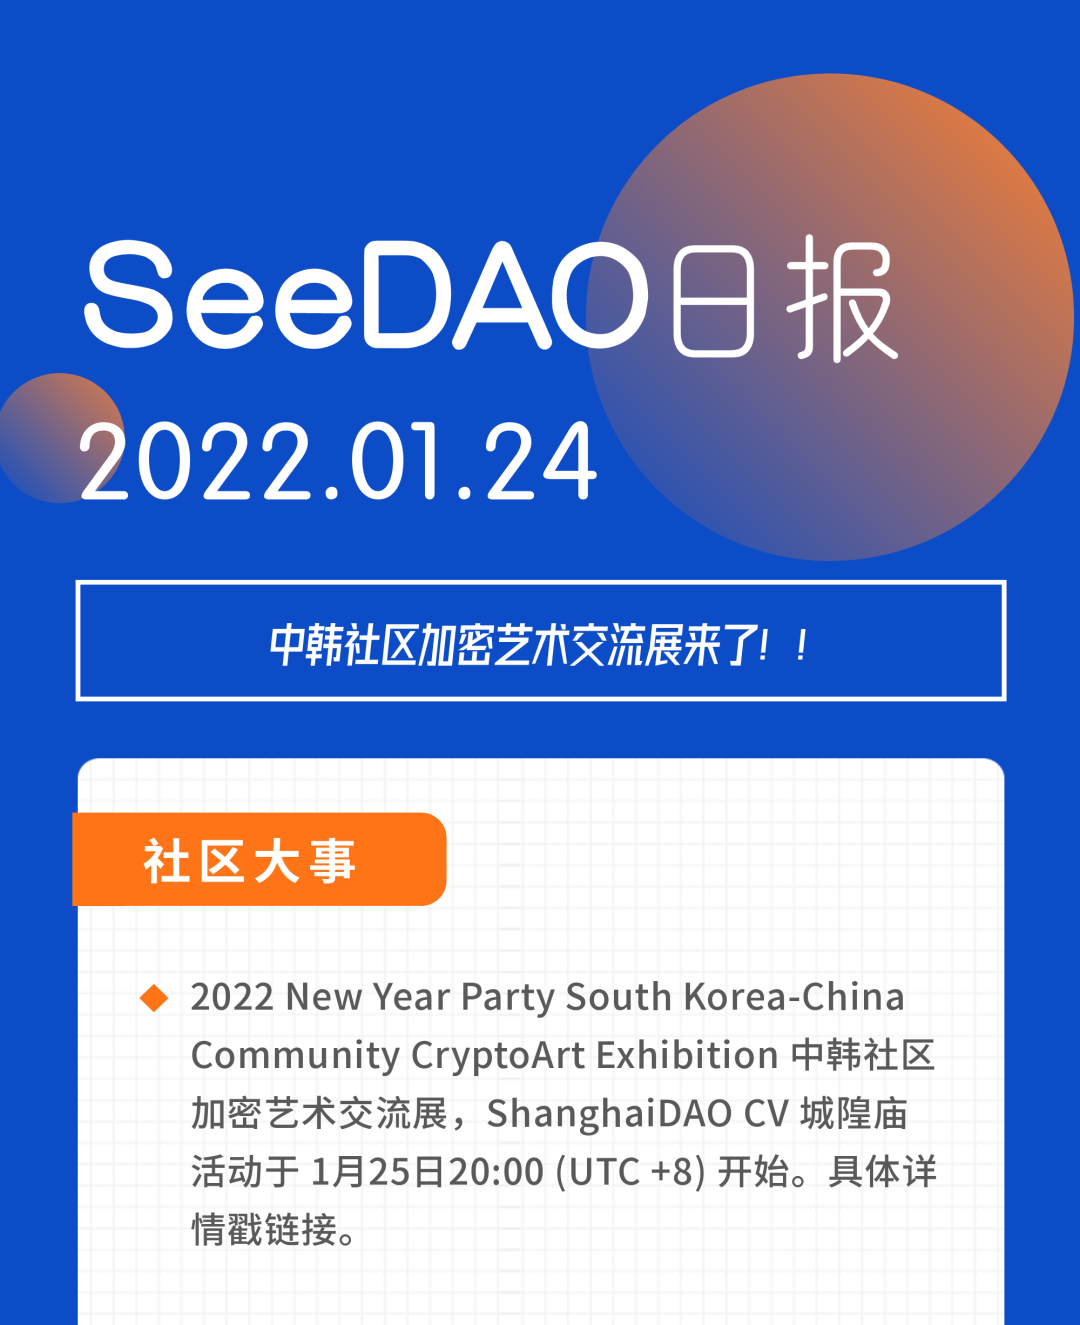 SeeDAO日报
2022.01.24
中韩社区加密艺术交流展来了！！
社区大事
2022 New Year Party South Korea-China
Community CryptoArt Exhibition 中韩社区
加密艺术交流展，ShanghaiDAO CV 城隍庙
活动于 1月25日20:00 (UTC +8) 开始。具体详
情戳链接。